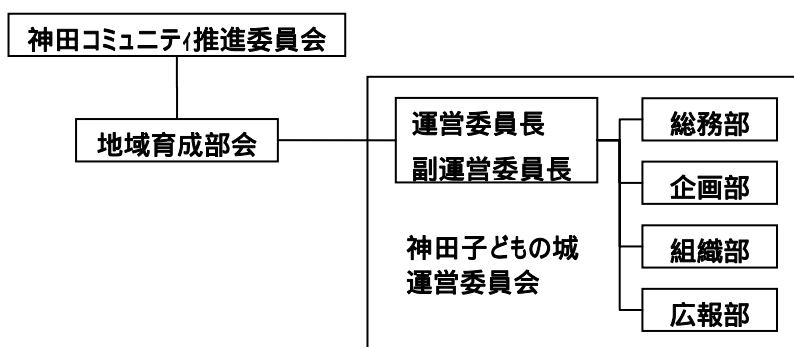 神田コミュニティ推進委員会
地域育成部会
運営委員長
副運営委員長
神田子どもの城
運営委員会
総務部
企画部
組織部
広報部